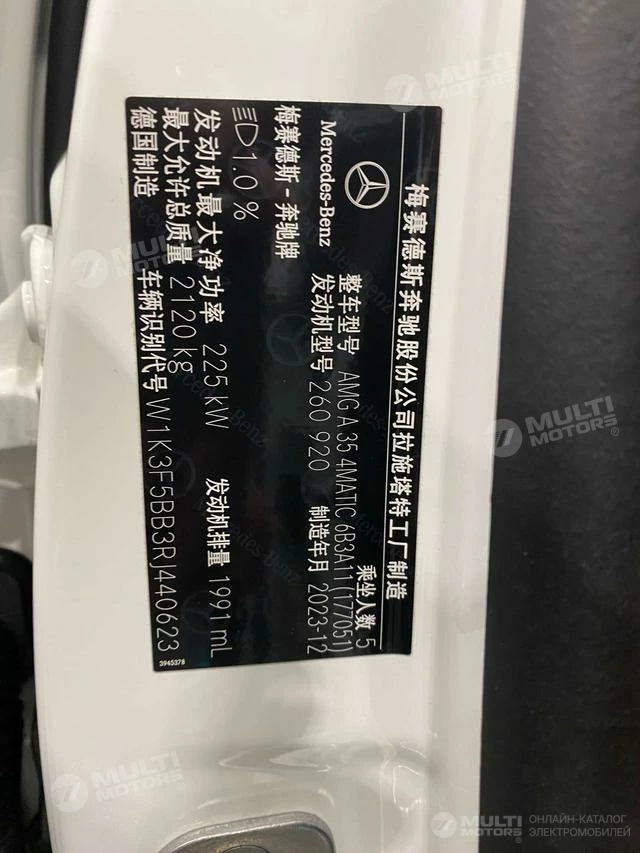 梅赛德斯奔驰股份公司拉施塔特工厂制造
Mercedes-Benz
梅赛德斯-奔驰牌
乘坐人数 5
整车型号 AMG A 35 4MATIC 6B3A11(177051)
发动机型号 260 920 制造年月 2023-12
1.0 %
发动机最大净功率 225 kW 发动机排量 1991 mL
最大允许总质量 2120 kg
德国制造 车辆识别代号 W1K3F5BB3RJ440623
3945378
MULTI MOTORS
MULTI MOTORS
MULTI MOTORS
MULTI MOTORS
MULTI MOTORS
ОНЛАЙН-КАТАЛОГ
ЭЛЕКТРОМОБИЛЕЙ